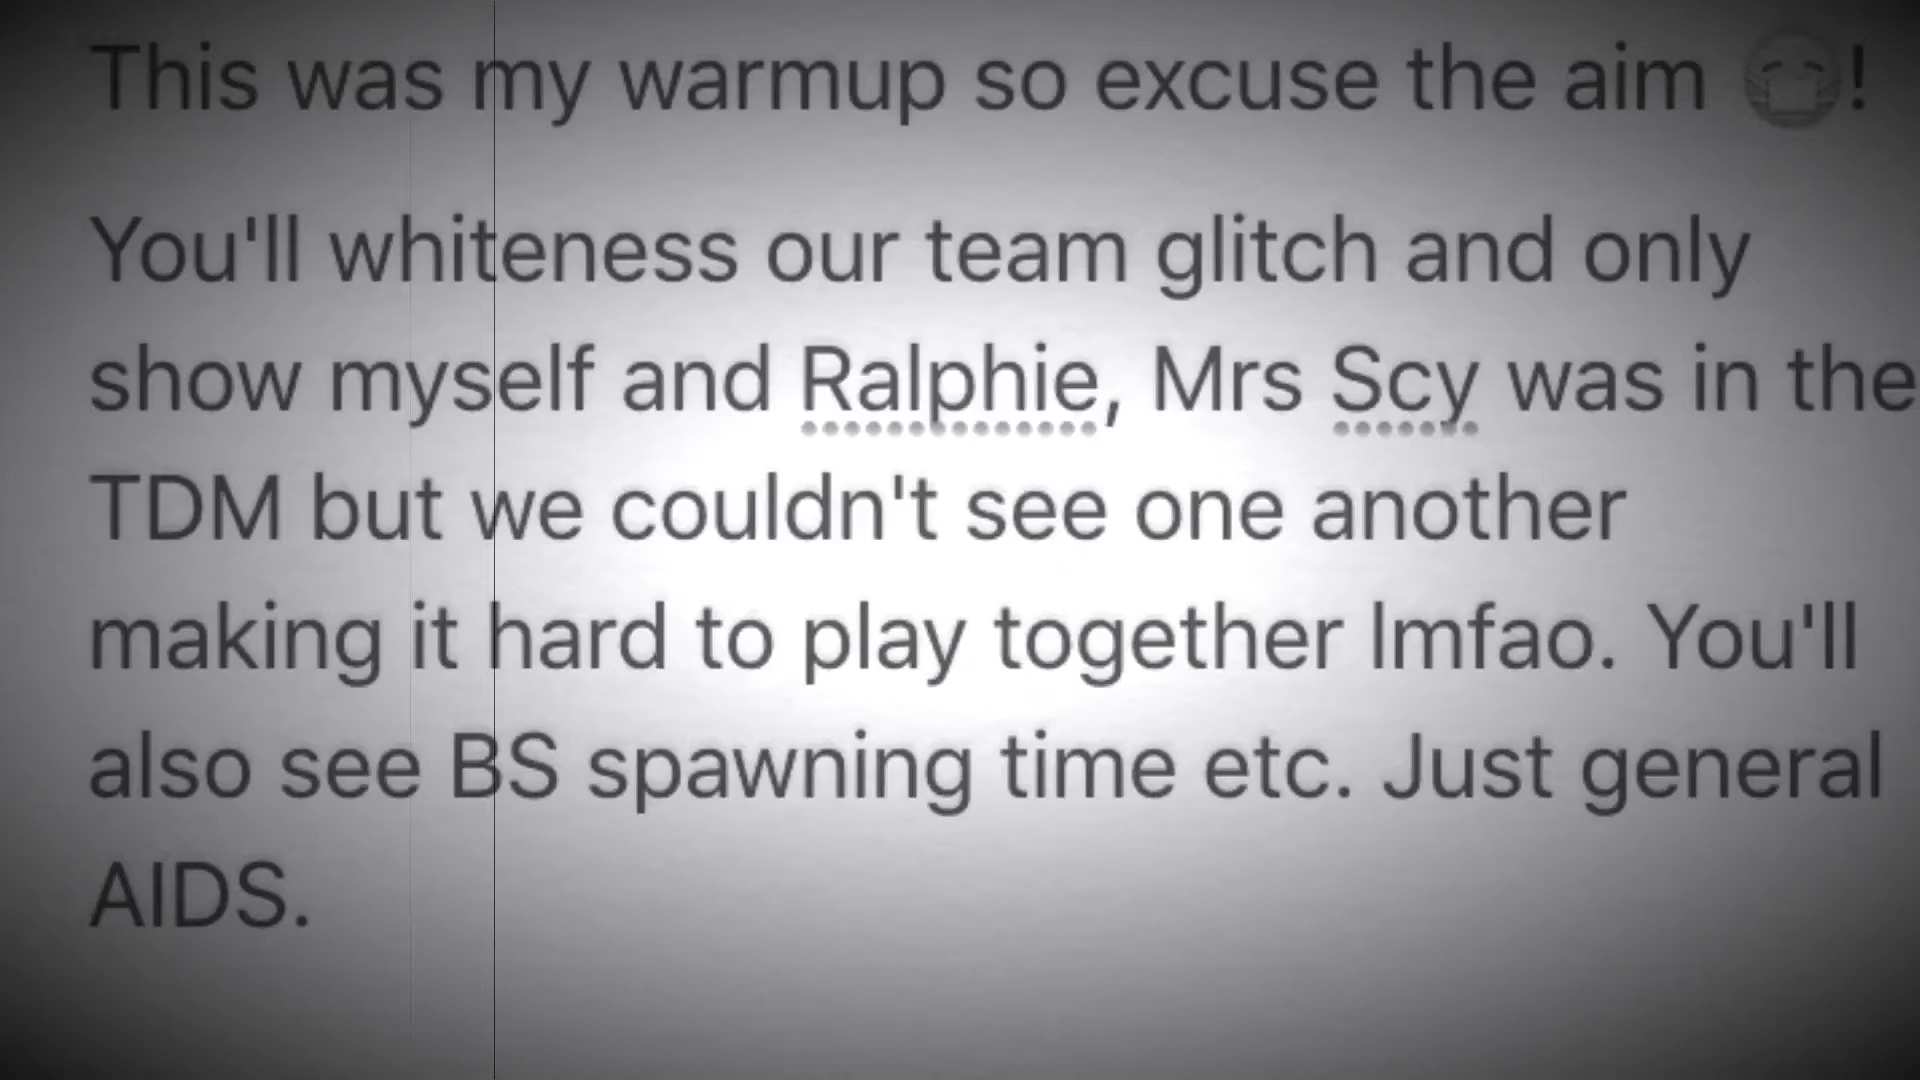 This was my warmup so excuse the aim 😷!
You'll whiteness our team glitch and only
show myself and Ralphie, Mrs Scy was in the
TDM but we couldn't see one another
making it hard to play together lmfao. You'll
also see BS spawning time etc. Just general
AIDS.